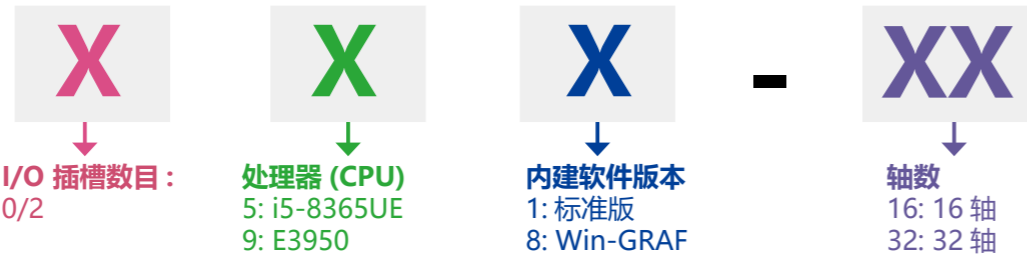 X X X - XX
I/O 插槽数目 :
0/2
处理器 (CPU)
5: i5-8365UE
9: E3950
内建软件版本
1: 标准版
8: Win-GRAF
轴数
16: 16 轴
32: 32 轴